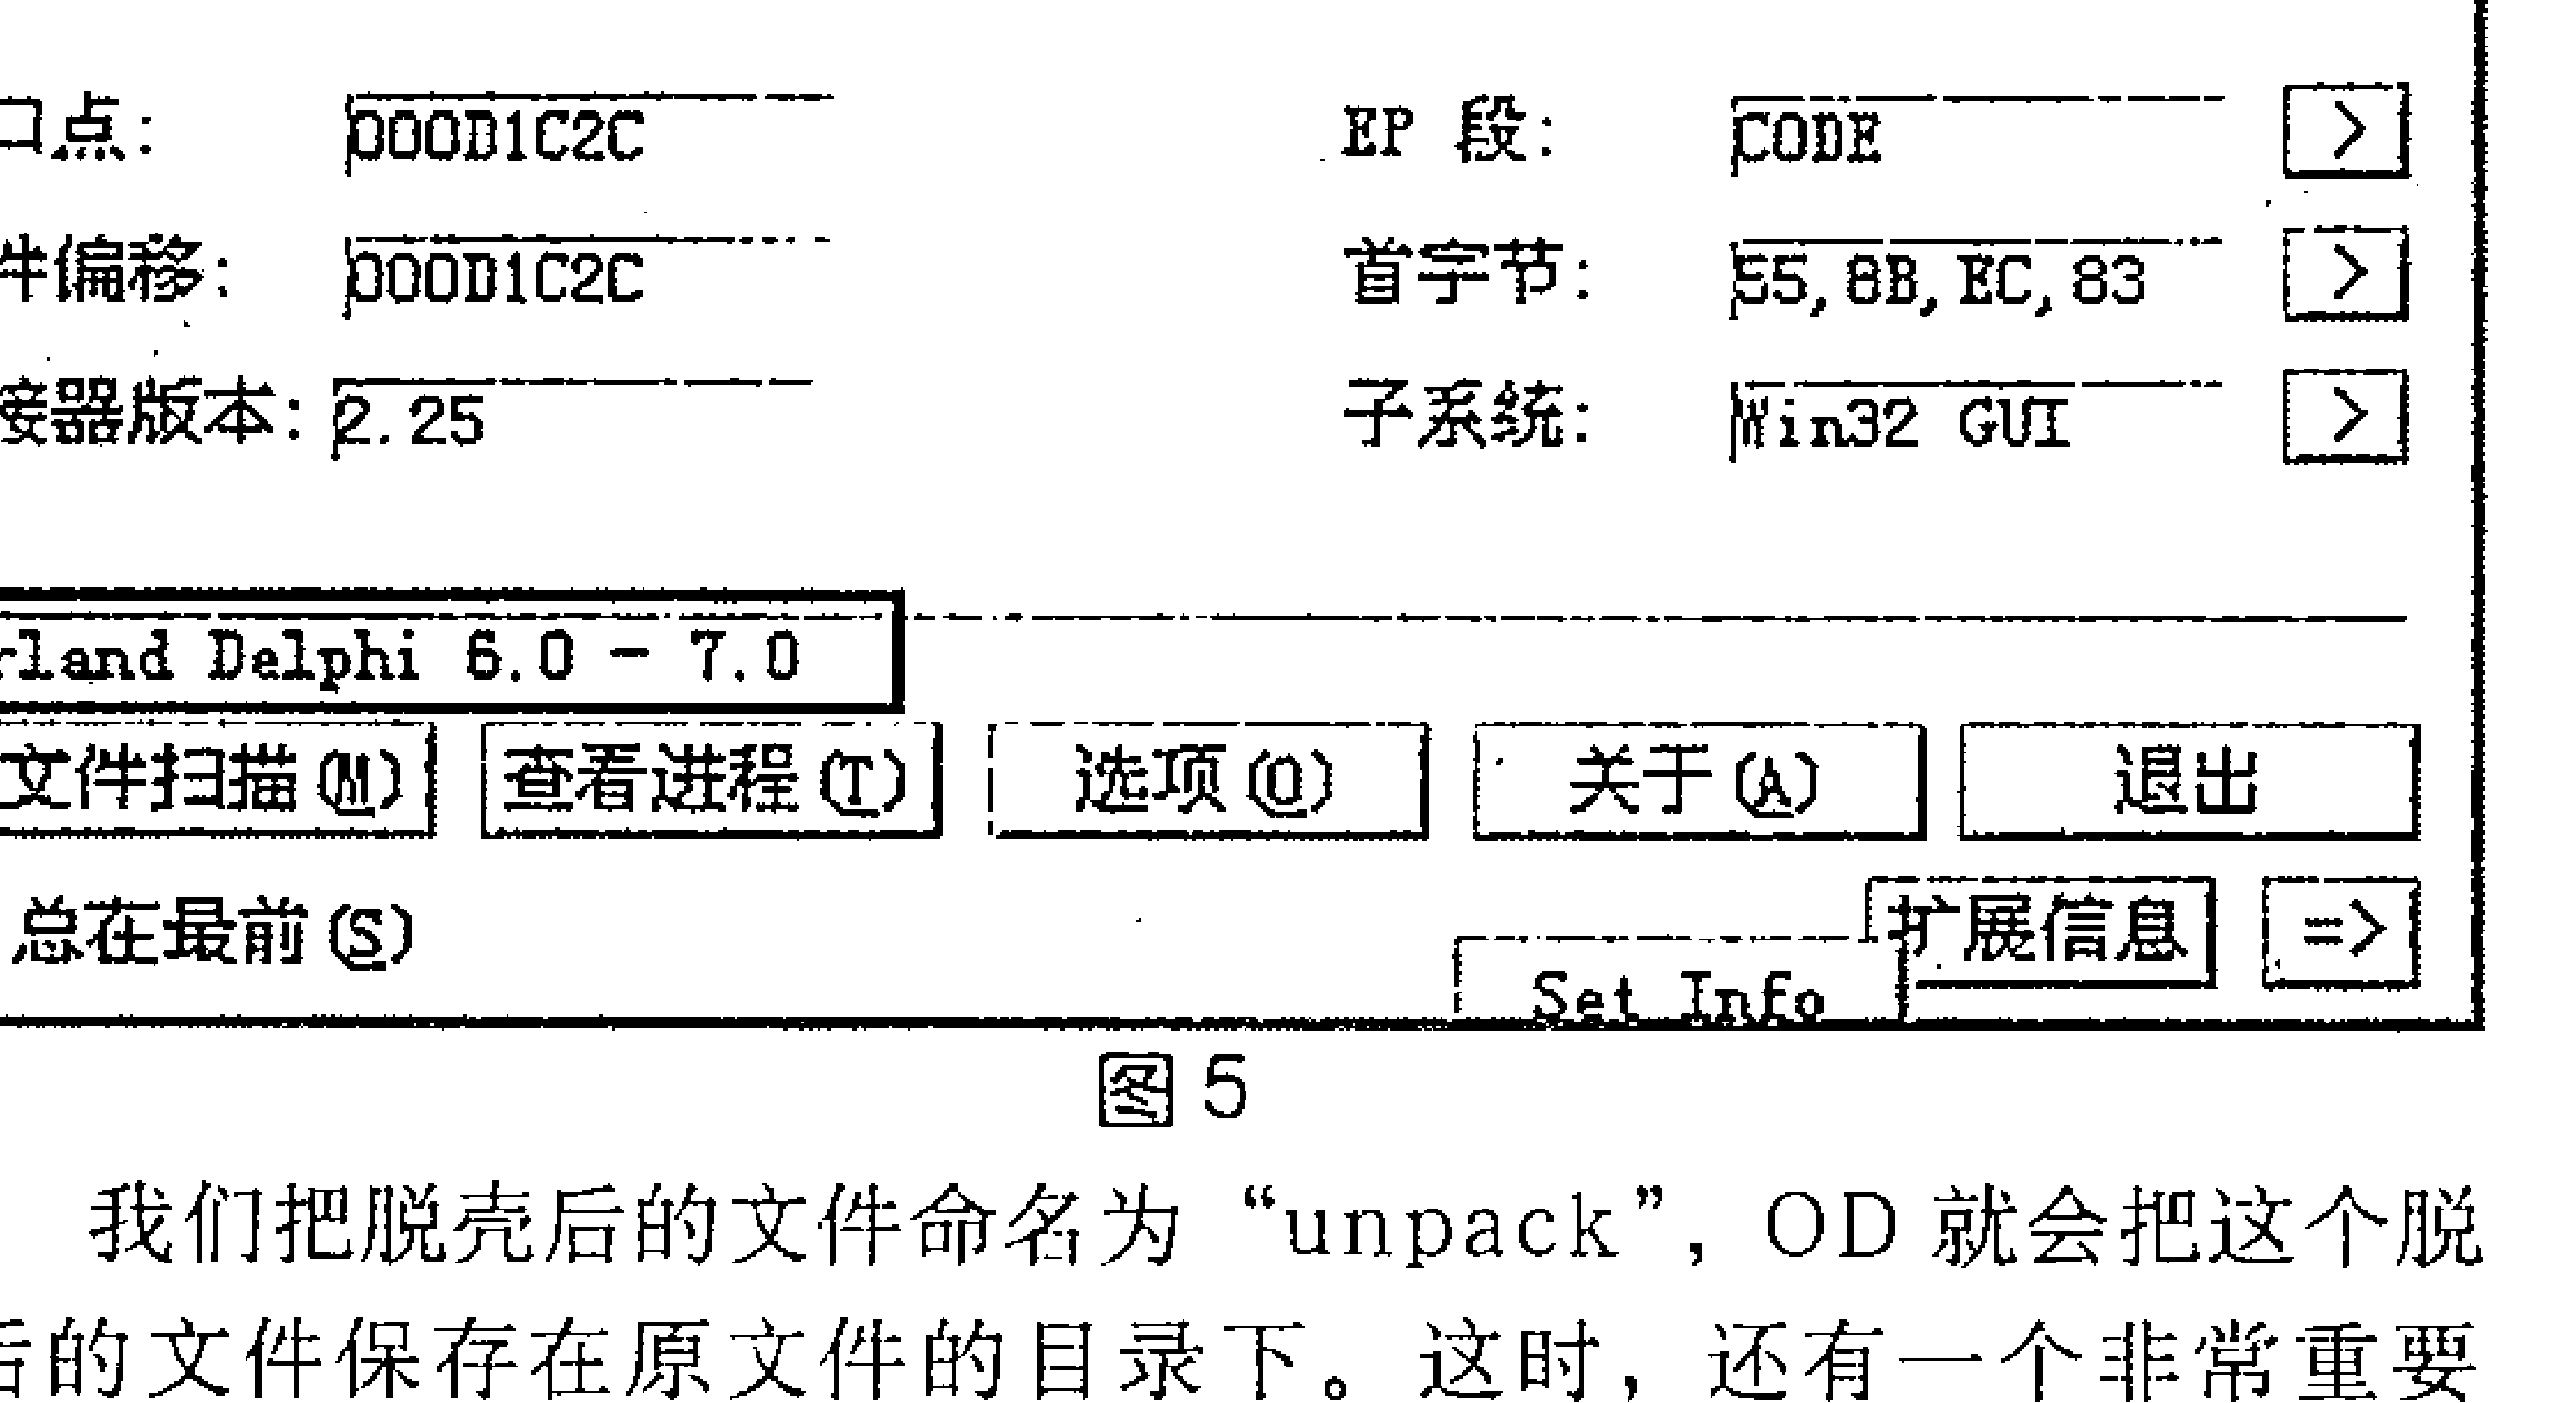 口点: 000D1C2C EP 段: CODE >
件偏移: 000D1C2C 首字节: 55,8B,EC,83 >
接器版本: 2.25 子系统: Win32 GUI >
rland Delphi 6.0 - 7.0
文件扫描(M) 查看进程(T) 选项(O) 关于(A) 退出
总在最前(S) 扩展信息 =>
Set Info
图 5
我们把脱壳后的文件命名为“unpack”, OD 就会把这个脱
后的文件保存在原文件的目录下。这时, 还有一个非常重要